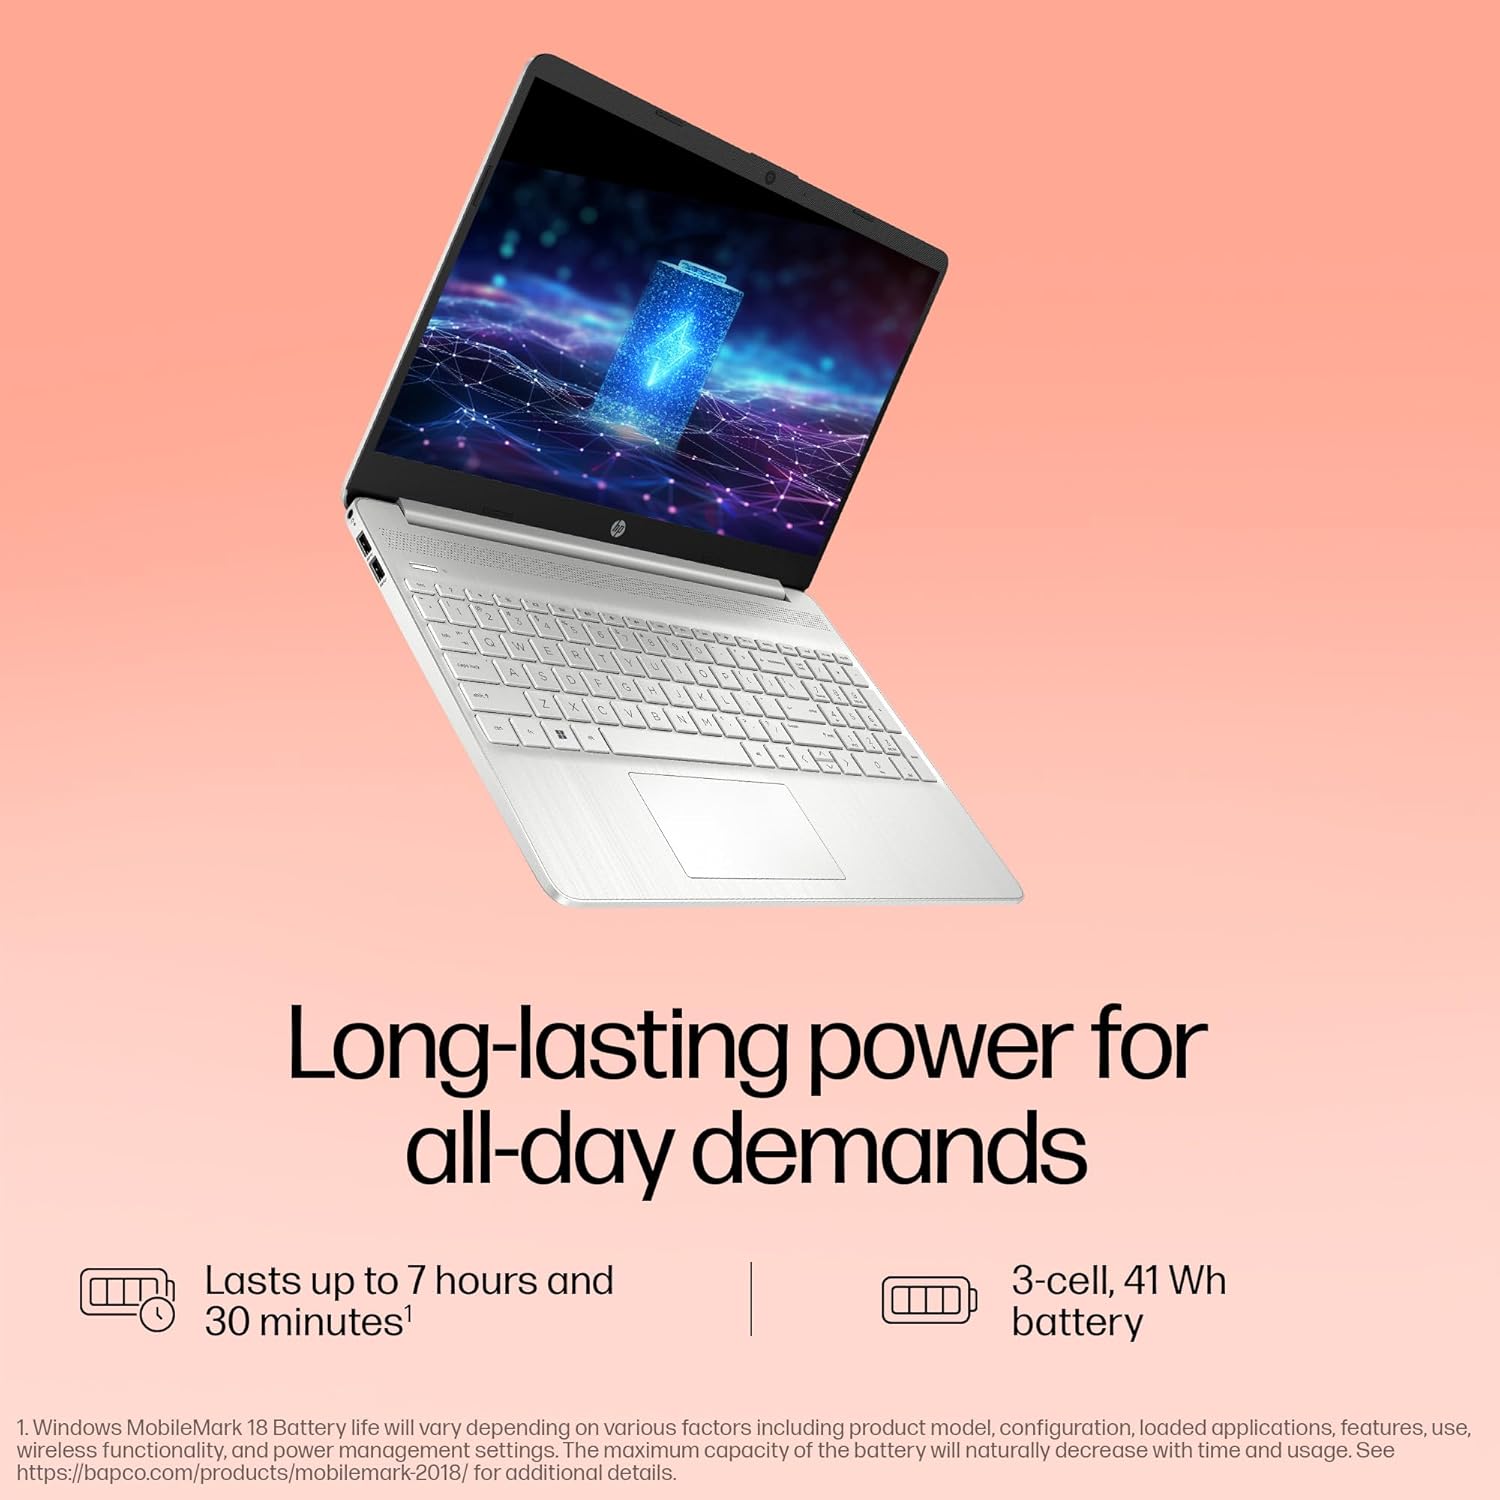 hp
Q W E R T Y U I O P
A S D F G H J K L
Z X C V B N M
Long-lasting power for
all-day demands
Lasts up to 7 hours and
30 minutes1
3-cell, 41 Wh
battery
1. Windows MobileMark 18 Battery life will vary depending on various factors including product model, configuration, loaded applications, features, use,
wireless functionality, and power management settings. The maximum capacity of the battery will naturally decrease with time and usage. See
https://bapco.com/products/mobilemark-2018/ for additional details.